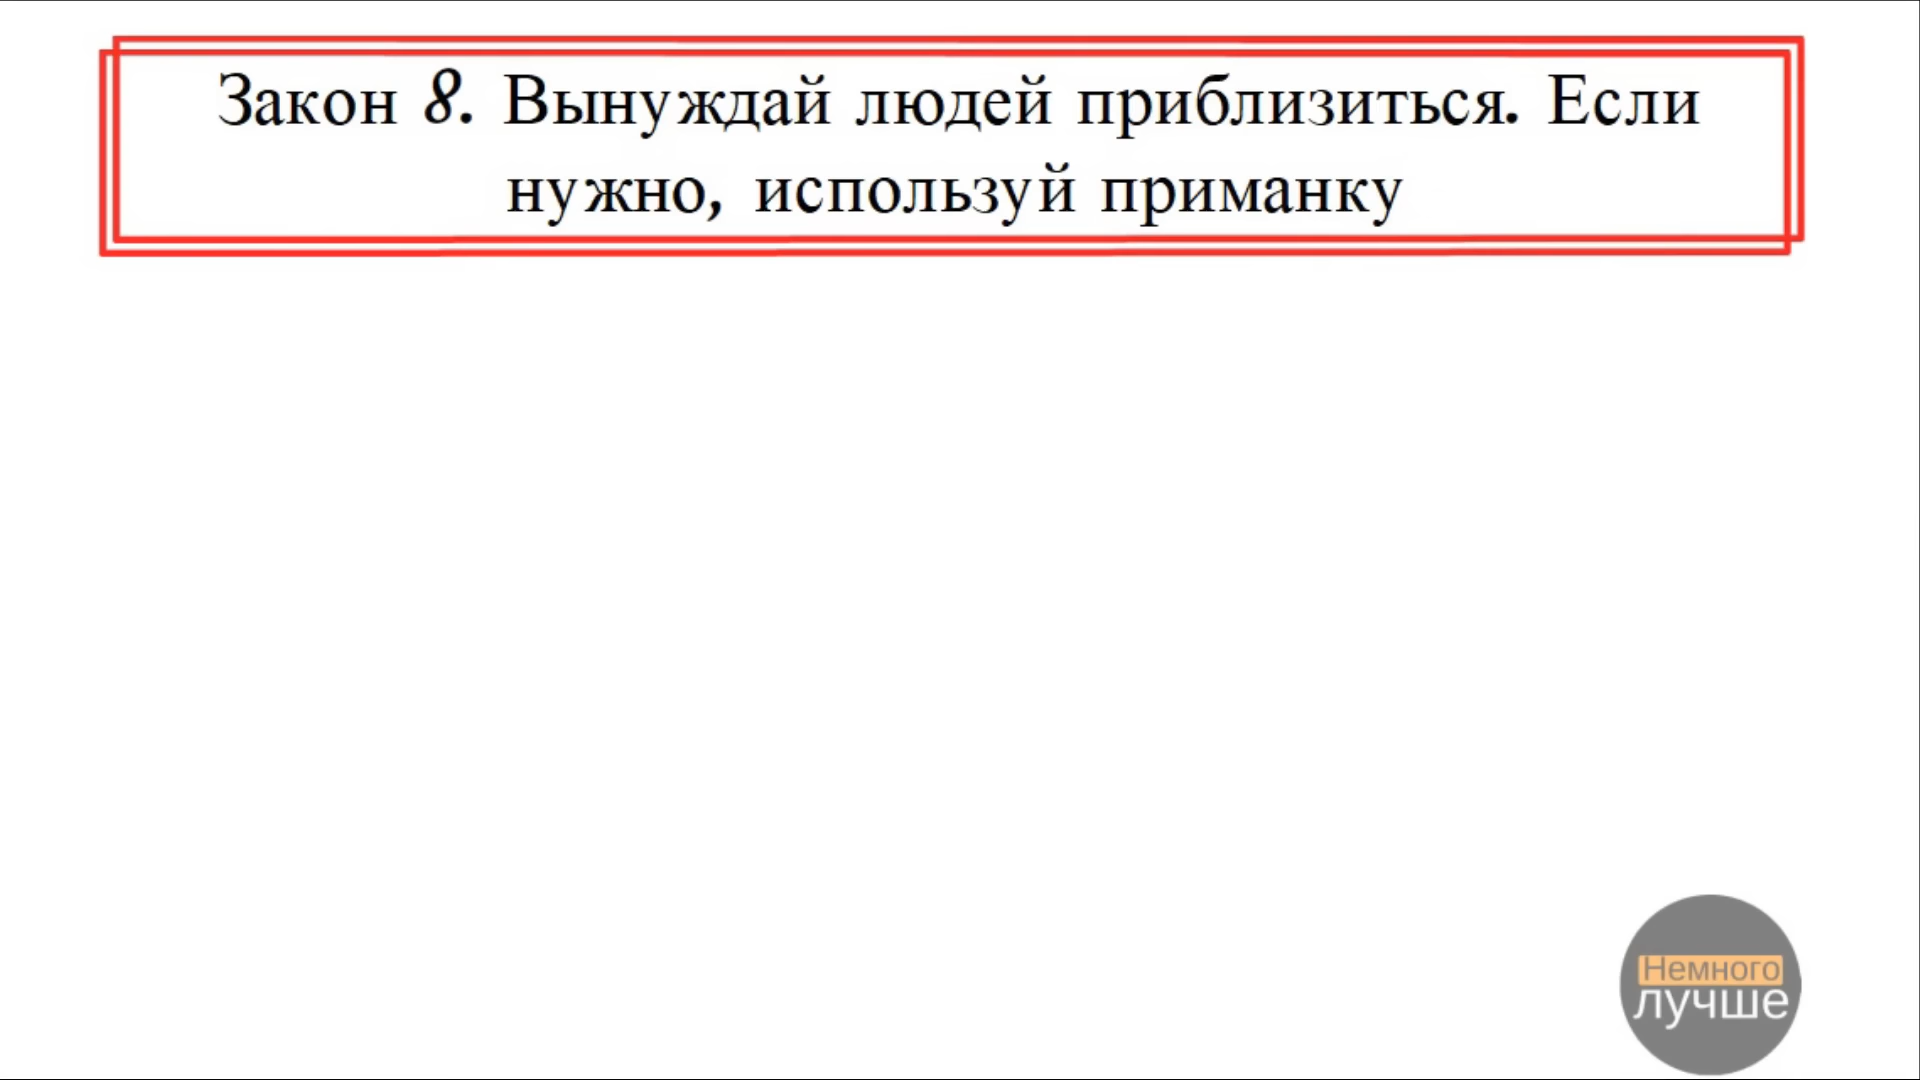 Закон 8. Вынуждай людей приблизиться. Если
нужно, используй приманку
Немного
лучше